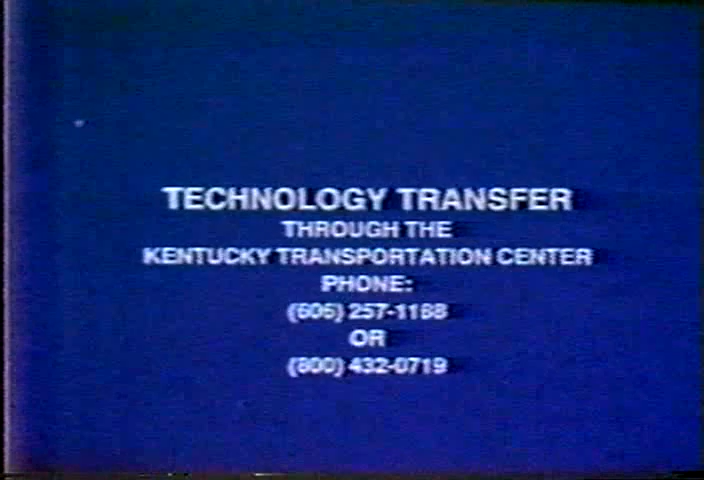 TECHNOLOGY TRANSFER
THROUGH THE
KENTUCKY TRANSPORTATION CENTER
PHONE:
(606) 257-1188
OR
(800) 432-0719